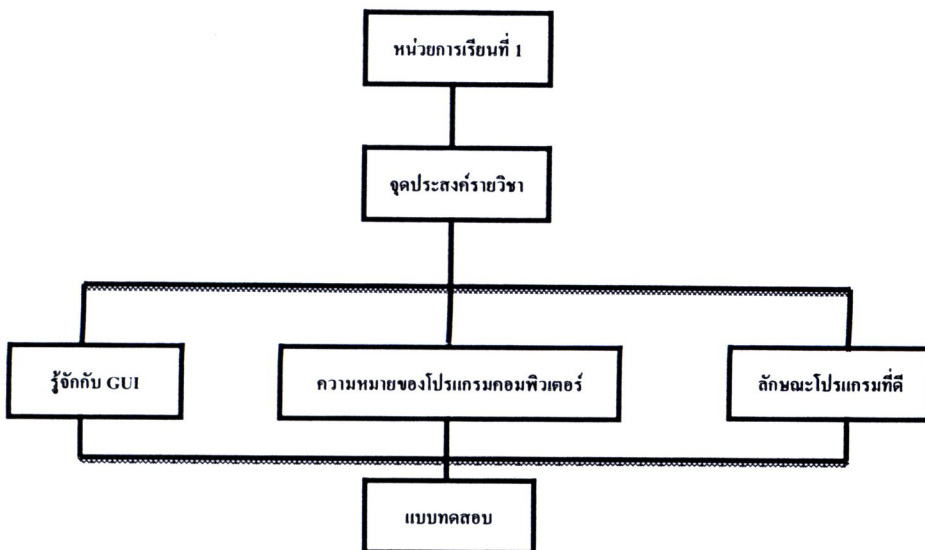 หน่วยการเรียนที่ 1
จุดประสงค์รายวิชา
รู้จักกับ GUI
ความหมายของโปรแกรมคอมพิวเตอร์
ลักษณะโปรแกรมที่ดี
แบบทดสอบ